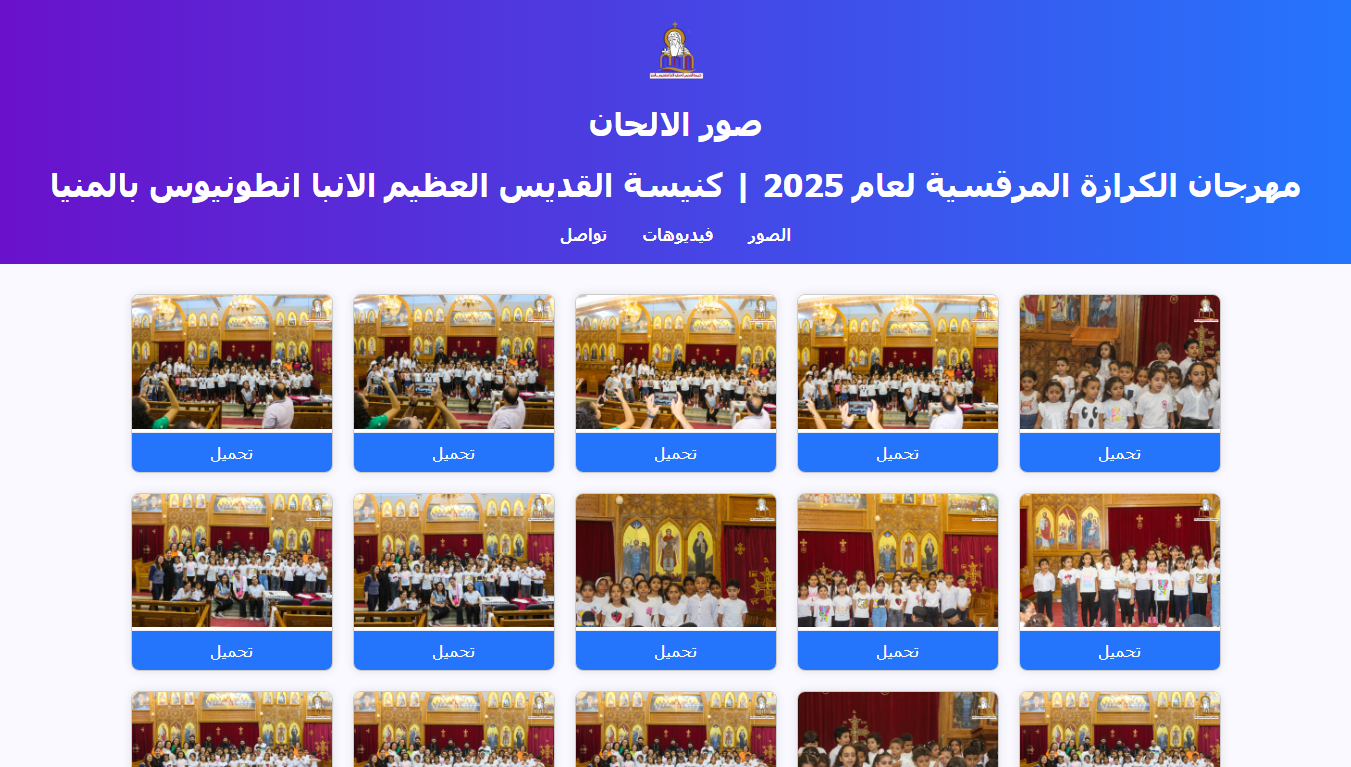 صور الالحان
مهرجان الكرازة المرقسية لعام 2025 | كنيسة القديس العظيم الانبا انطونيوس بالمنيا
الصور فيديوهات تواصل
تحميل تحميل تحميل تحميل تحميل
تحميل تحميل تحميل تحميل تحميل